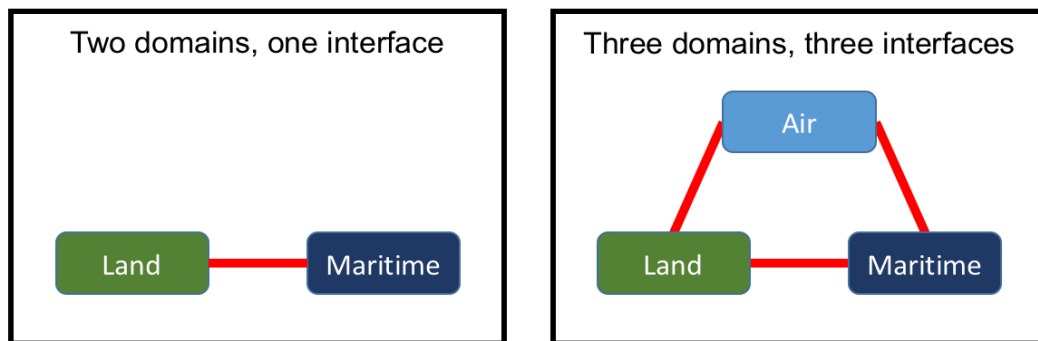 Two domains, one interface
Land
Maritime
Three domains, three interfaces
Air
Land
Maritime